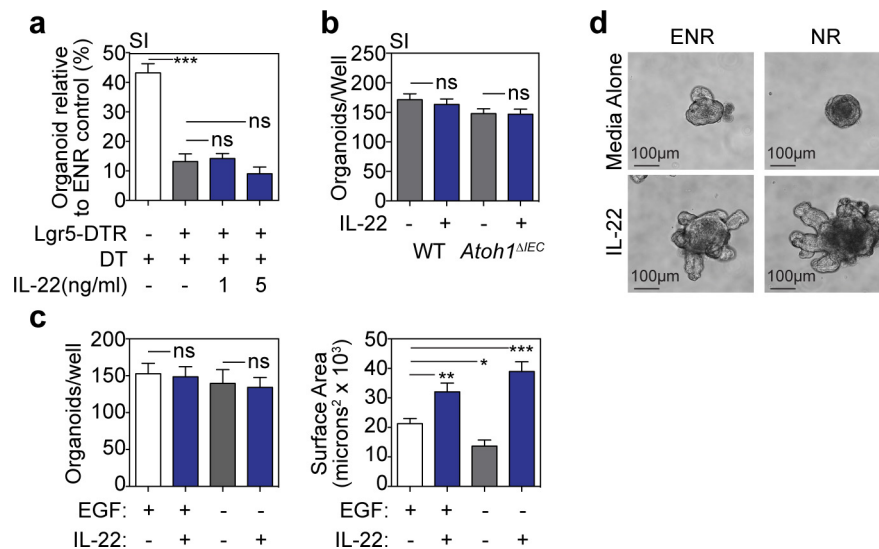 a
SI
50
40
30
20
10
0
Organoid relative
to ENR control (%)
***
ns
ns
Lgr5-DTR - + + +
DT + + + +
IL-22(ng/ml) - - 1 5
b
SI
250
200
150
100
50
0
Organoids/Well
ns
ns
IL-22 - + - +
WT Atoh1ΔIEC
c
200
150
100
50
0
Organoids/well
ns
ns
EGF: + + - -
IL-22: - + - +
50
40
30
20
10
0
Surface Area
(microns² x 10³)
***
*
**
EGF: + + - -
IL-22: - + - +
d
ENR NR
Media Alone
100µm 100µm
IL-22
100µm 100µm